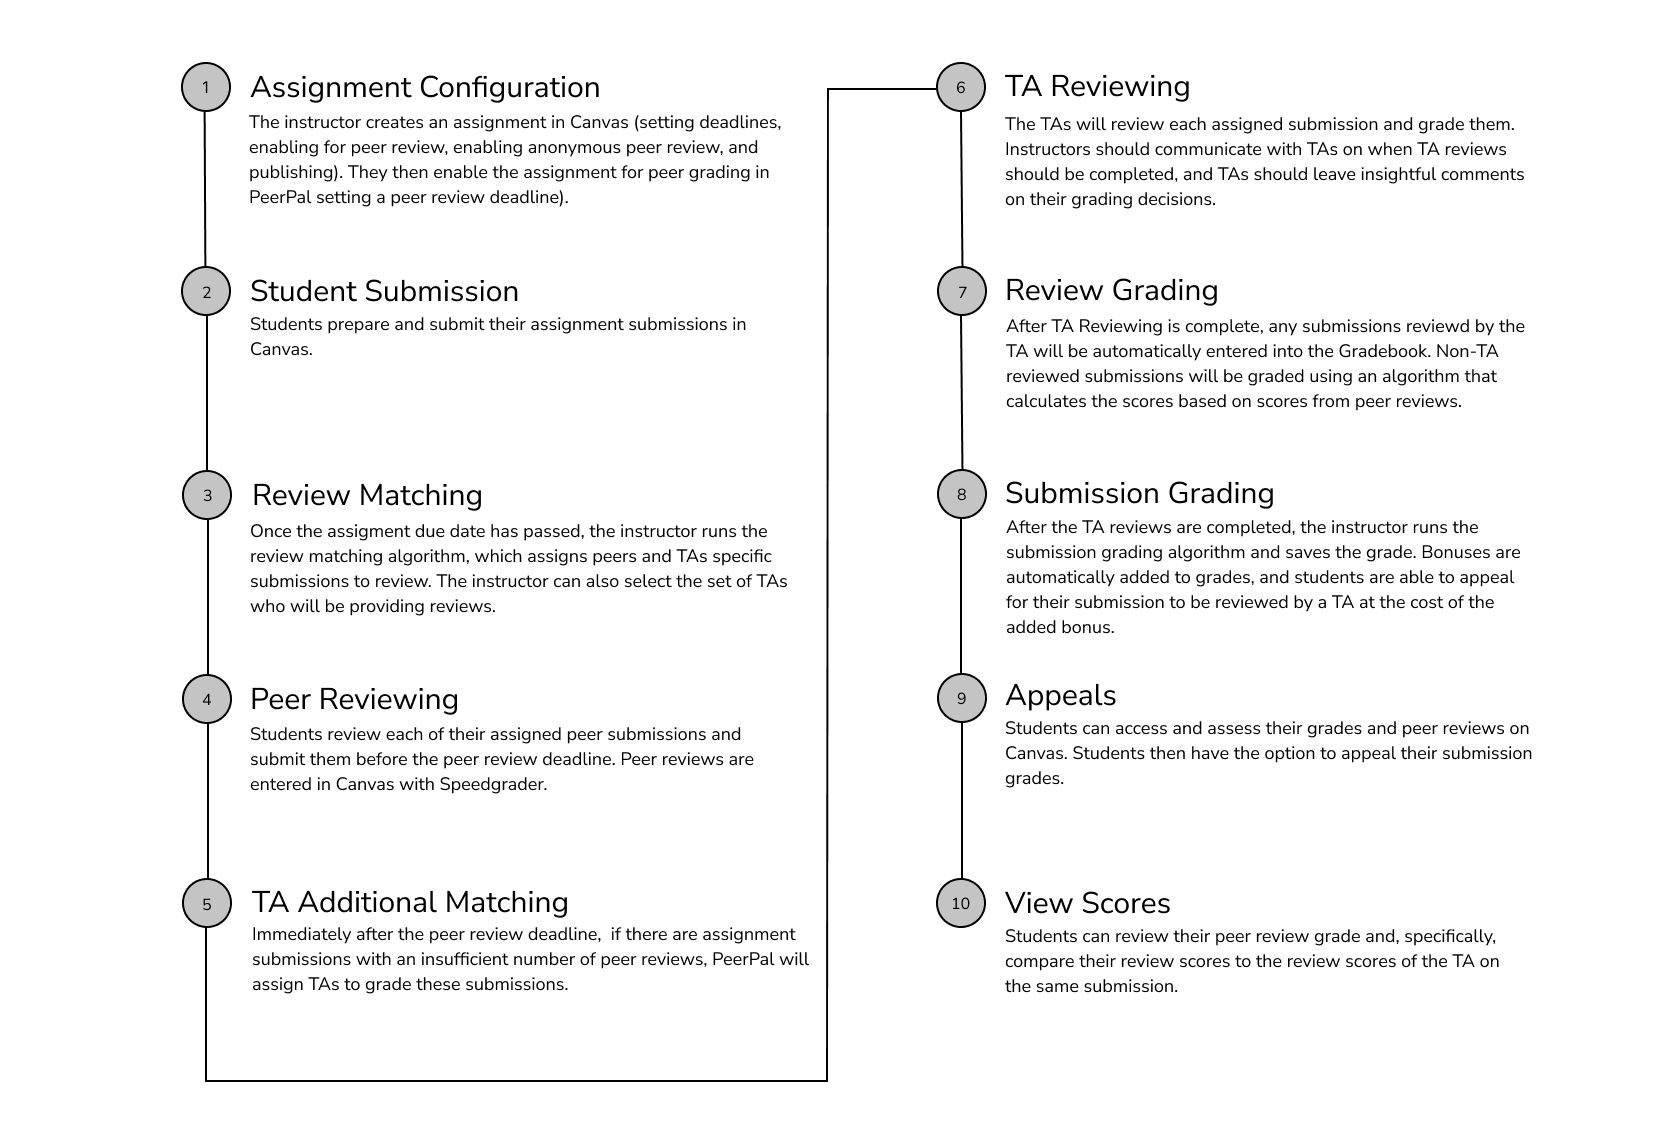 1
Assignment Configuration
The instructor creates an assignment in Canvas (setting deadlines,
enabling for peer review, enabling anonymous peer review, and
publishing). They then enable the assignment for peer grading in
PeerPal setting a peer review deadline).
2
Student Submission
Students prepare and submit their assignment submissions in
Canvas.
3
Review Matching
Once the assigment due date has passed, the instructor runs the
review matching algorithm, which assigns peers and TAs specific
submissions to review. The instructor can also select the set of TAs
who will be providing reviews.
4
Peer Reviewing
Students review each of their assigned peer submissions and
submit them before the peer review deadline. Peer reviews are
entered in Canvas with Speedgrader.
5
TA Additional Matching
Immediately after the peer review deadline,  if there are assignment
submissions with an insufficient number of peer reviews, PeerPal will
assign TAs to grade these submissions.
6
TA Reviewing
The TAs will review each assigned submission and grade them.
Instructors should communicate with TAs on when TA reviews
should be completed, and TAs should leave insightful comments
on their grading decisions.
7
Review Grading
After TA Reviewing is complete, any submissions reviewd by the
TA will be automatically entered into the Gradebook. Non-TA
reviewed submissions will be graded using an algorithm that
calculates the scores based on scores from peer reviews.
8
Submission Grading
After the TA reviews are completed, the instructor runs the
submission grading algorithm and saves the grade. Bonuses are
automatically added to grades, and students are able to appeal
for their submission to be reviewed by a TA at the cost of the
added bonus.
9
Appeals
Students can access and assess their grades and peer reviews on
Canvas. Students then have the option to appeal their submission
grades.
10
View Scores
Students can review their peer review grade and, specifically,
compare their review scores to the review scores of the TA on
the same submission.